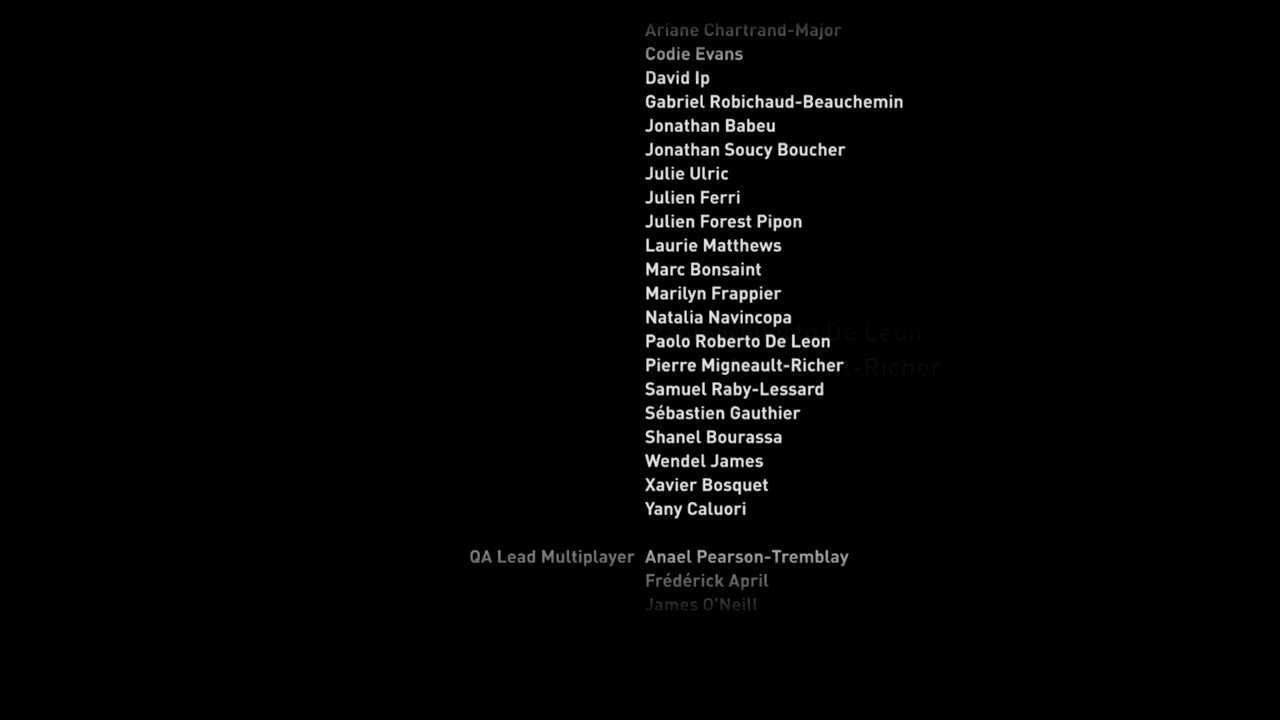 Ariane Chartrand-Major
Codie Evans
David Ip
Gabriel Robichaud-Beauchemin
Jonathan Babeu
Jonathan Soucy Boucher
Julie Ulric
Julien Ferri
Julien Forest Pipon
Laurie Matthews
Marc Bonsaint
Marilyn Frappier
Natalia Navincopa
Paolo Roberto De Leon
Pierre Migneault-Richer
Samuel Raby-Lessard
Sébastien Gauthier
Shanel Bourassa
Wendel James
Xavier Bosquet
Yany Caluori
QA Lead Multiplayer Anael Pearson-Tremblay
Frédérick April
James O'Neill